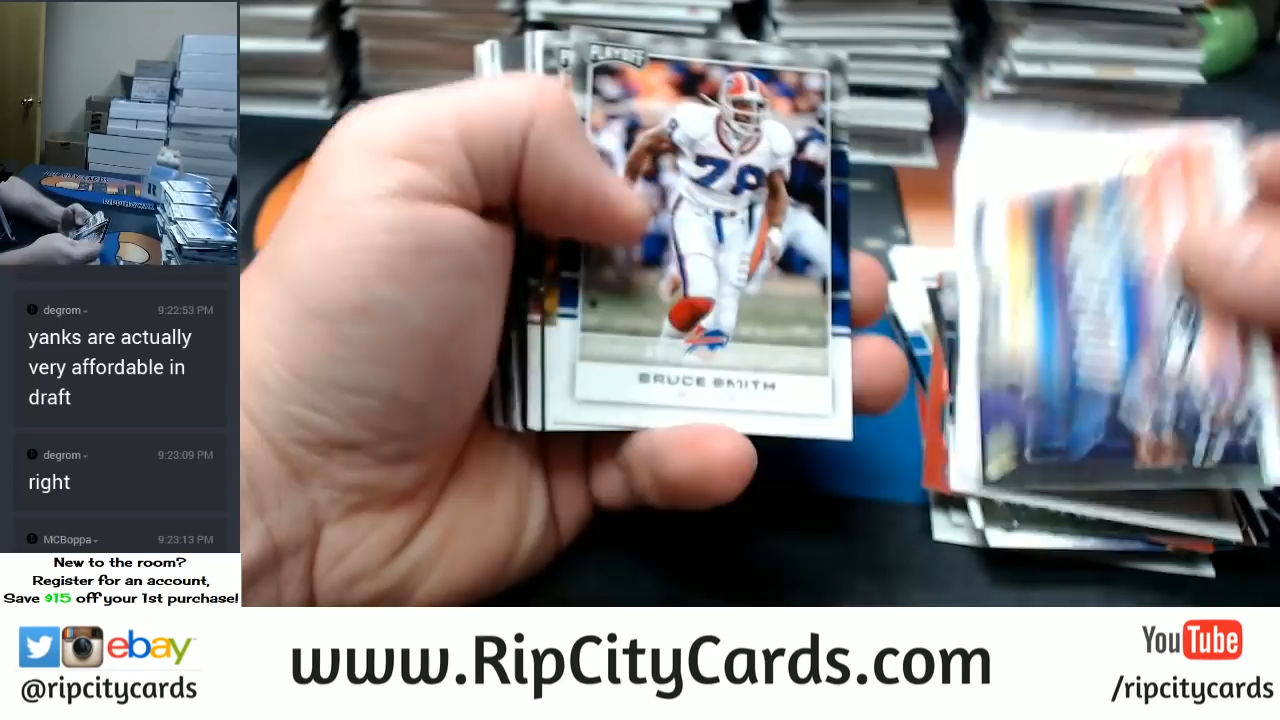 degrom
9:22:53 PM
yanks are actually
very affordable in
draft
degrom
9:23:09 PM
right
MCBoppa
9:23:13 PM
New to the room?
Register for an account,
Save $15 off your 1st purchase!
PLAYOFF
78
BRUCE SMITH
ebay
@ripcitycards
www.RipCityCards.com
YouTube
/ripcitycards